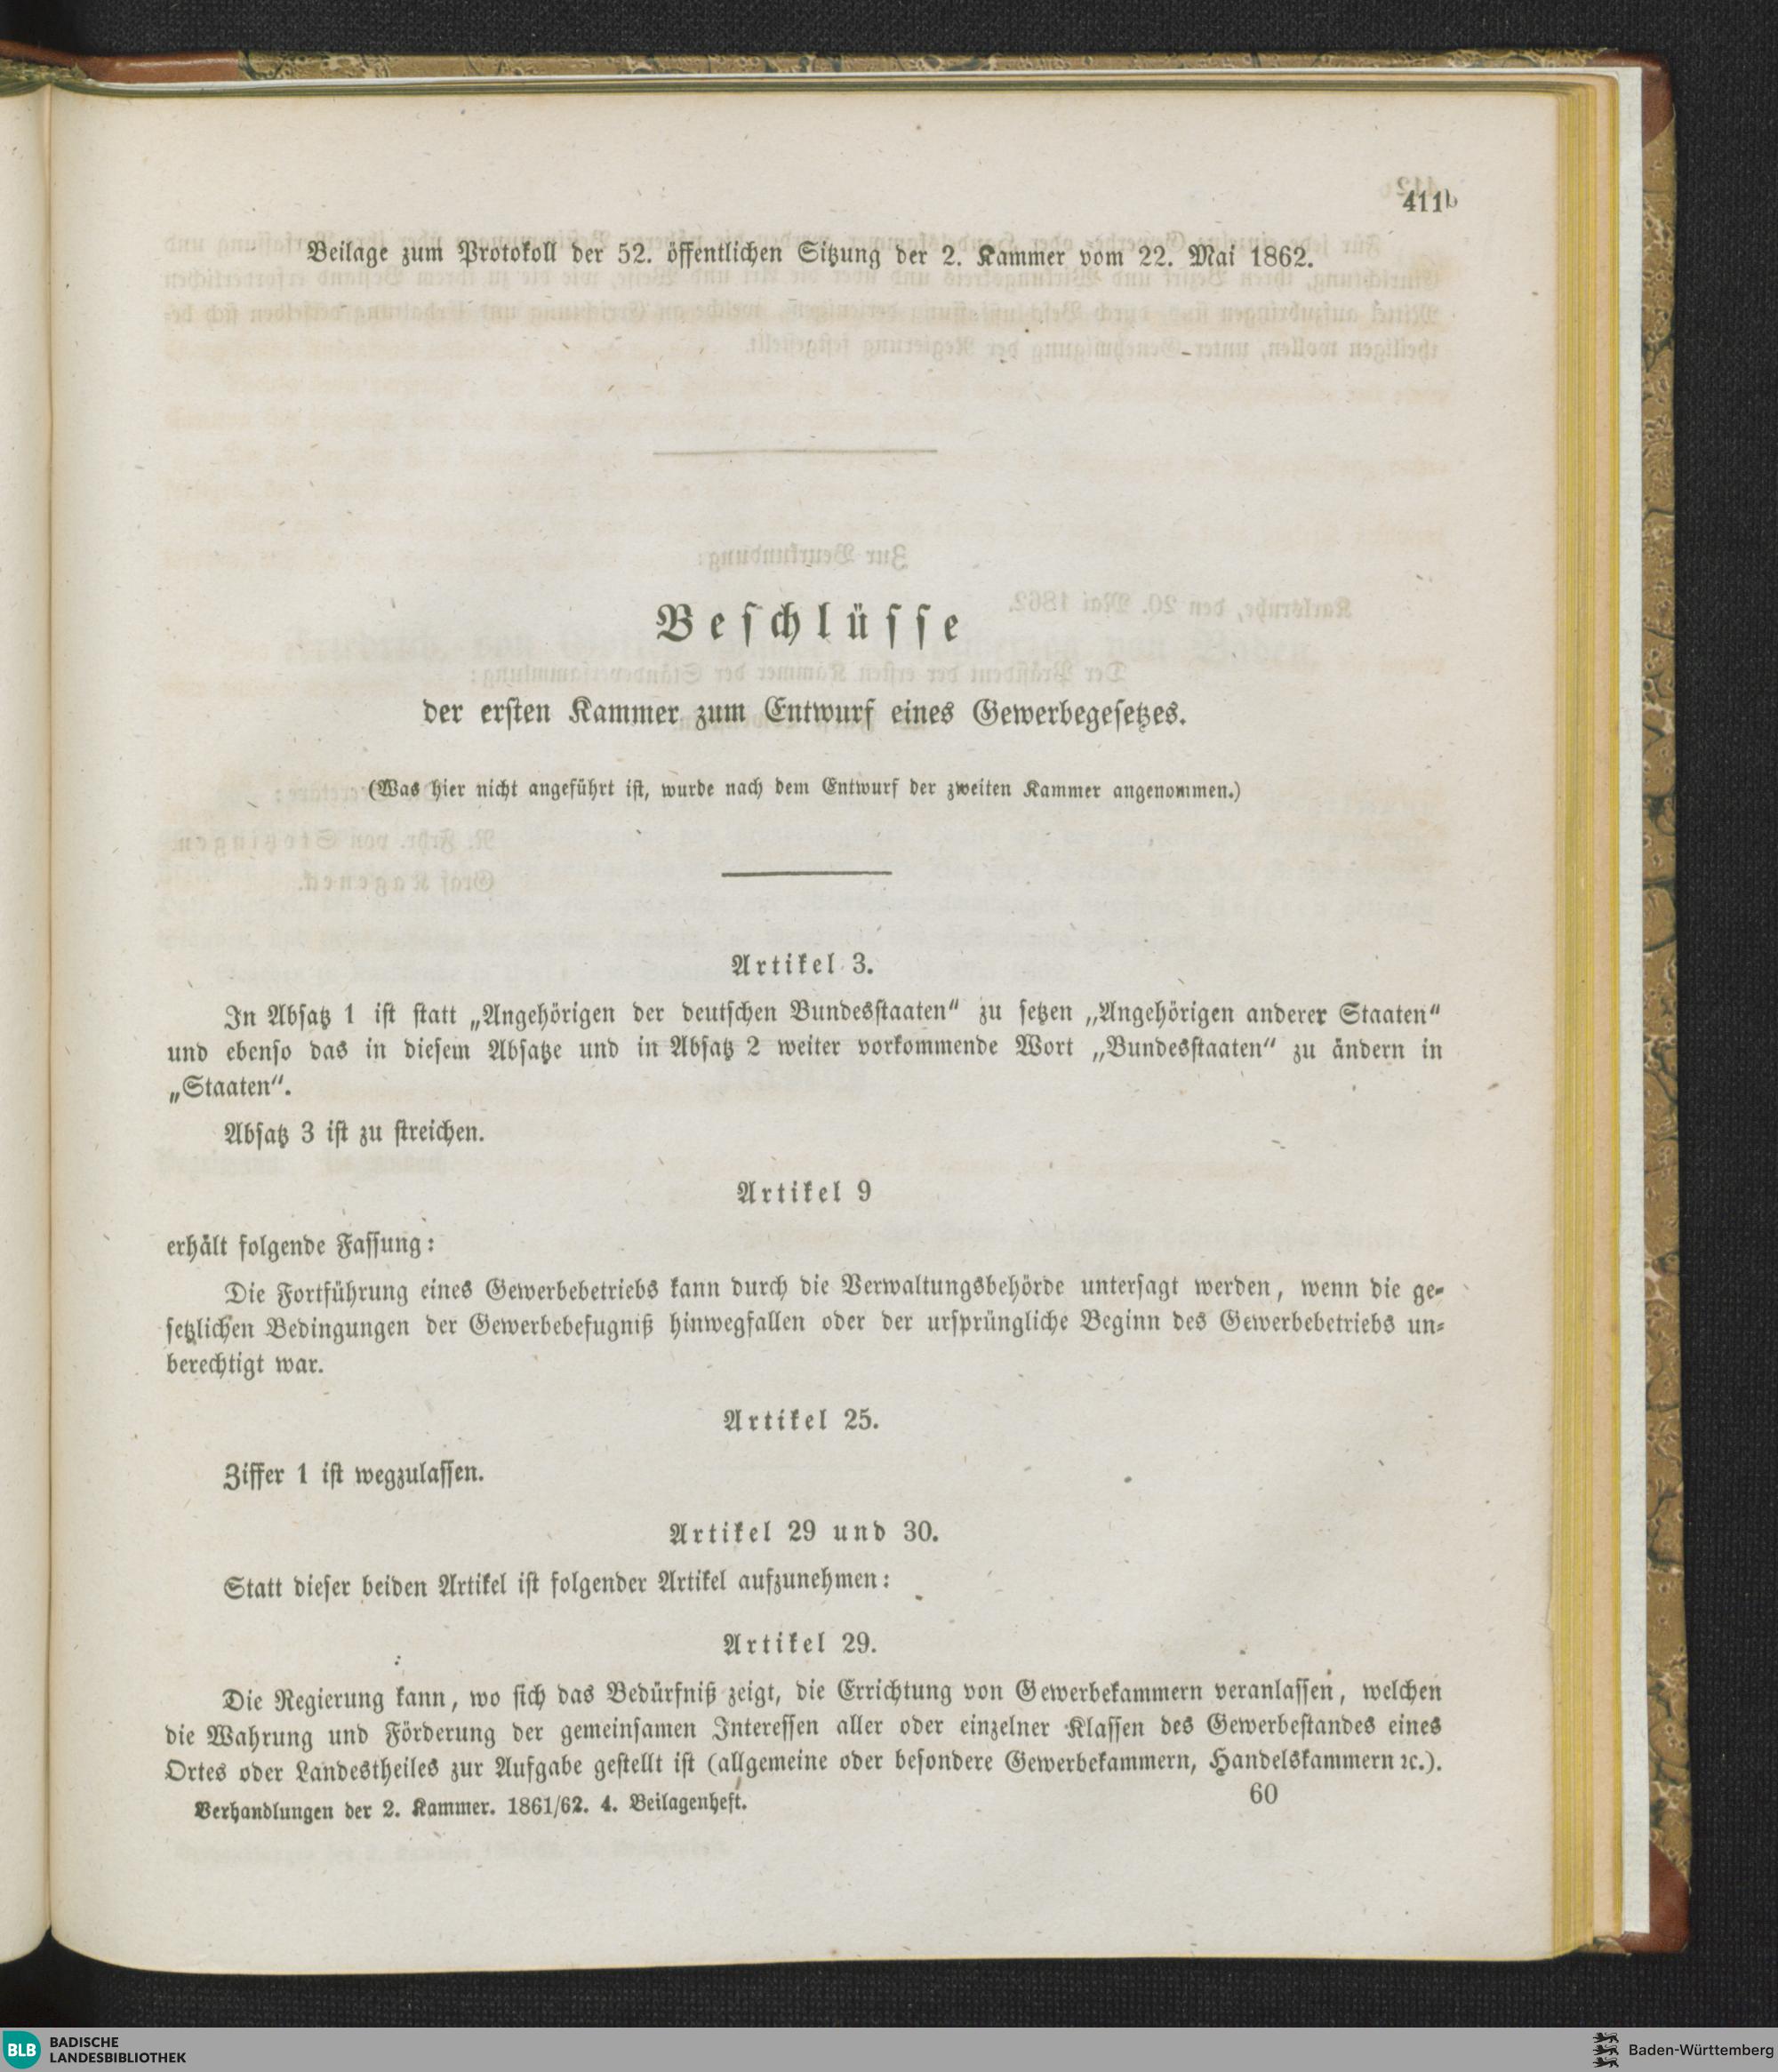 411b
Beilage zum Protokoll der 52. öffentlichen Sitzung der 2. Kammer vom 22. Mai 1862.
Beschlüsse
der ersten Kammer zum Entwurf eines Gewerbegesetzes.
(Was hier nicht angeführt ist, wurde nach dem Entwurf der zweiten Kammer angenommen.)
Artikel 3.
In Absatz 1 ist statt „Angehörigen der deutschen Bundesstaaten“ zu setzen „Angehörigen anderer Staaten“
und ebenso das in diesem Absatze und in Absatz 2 weiter vorkommende Wort „Bundesstaaten“ zu ändern in
„Staaten“.
Absatz 3 ist zu streichen.
Artikel 9
erhält folgende Fassung:
Die Fortführung eines Gewerbebetriebs kann durch die Verwaltungsbehörde untersagt werden, wenn die ge-
setzlichen Bedingungen der Gewerbebefugniß hinwegfallen oder der ursprüngliche Beginn des Gewerbebetriebs un-
berechtigt war.
Artikel 25.
Ziffer 1 ist wegzulassen.
Artikel 29 und 30.
Statt dieser beiden Artikel ist folgender Artikel aufzunehmen:
Artikel 29.
Die Regierung kann, wo sich das Bedürfniß zeigt, die Errichtung von Gewerbekammern veranlassen, welchen
die Wahrung und Förderung der gemeinsamen Interessen aller oder einzelner Klassen des Gewerbestandes eines
Ortes oder Landestheiles zur Aufgabe gestellt ist (allgemeine oder besondere Gewerbekammern, Handelskammern ꝛc.).
Verhandlungen der 2. Kammer. 1861/62. 4. Beilagenheft.
60
BLB
BADISCHE
LANDESBIBLIOTHEK
Baden-Württemberg